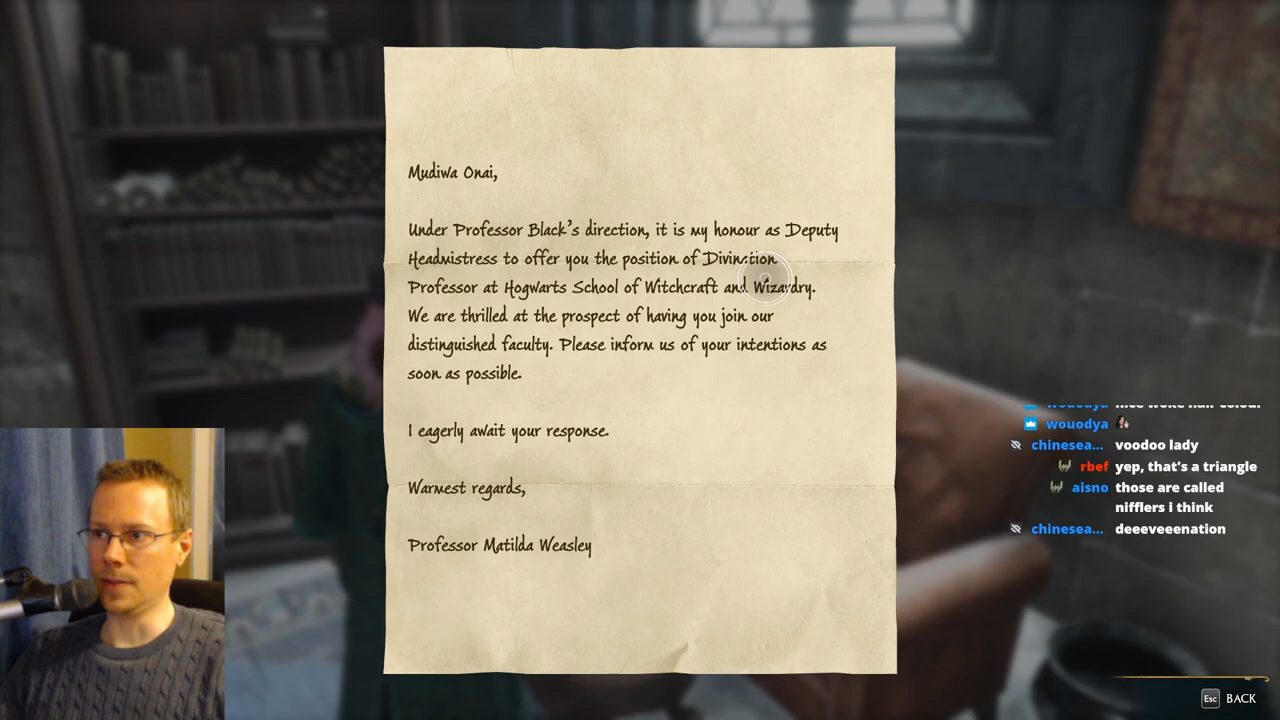 Mudiwa Onai,
Under Professor Black's direction, it is my honour as Deputy
Headmistress to offer you the position of Divination
Professor at Hogwarts School of Witchcraft and Wizardry.
We are thrilled at the prospect of having you join our
distinguished faculty. Please inform us of your intentions as
soon as possible.
I eagerly await your response.
Warmest regards,
Professor Matilda Weasley
wouodya
chinesea... voodoo lady
rbef yep, that's a triangle
alsno those are called
nifflers i think
chinesea... deeeveeenation
Esc BACK